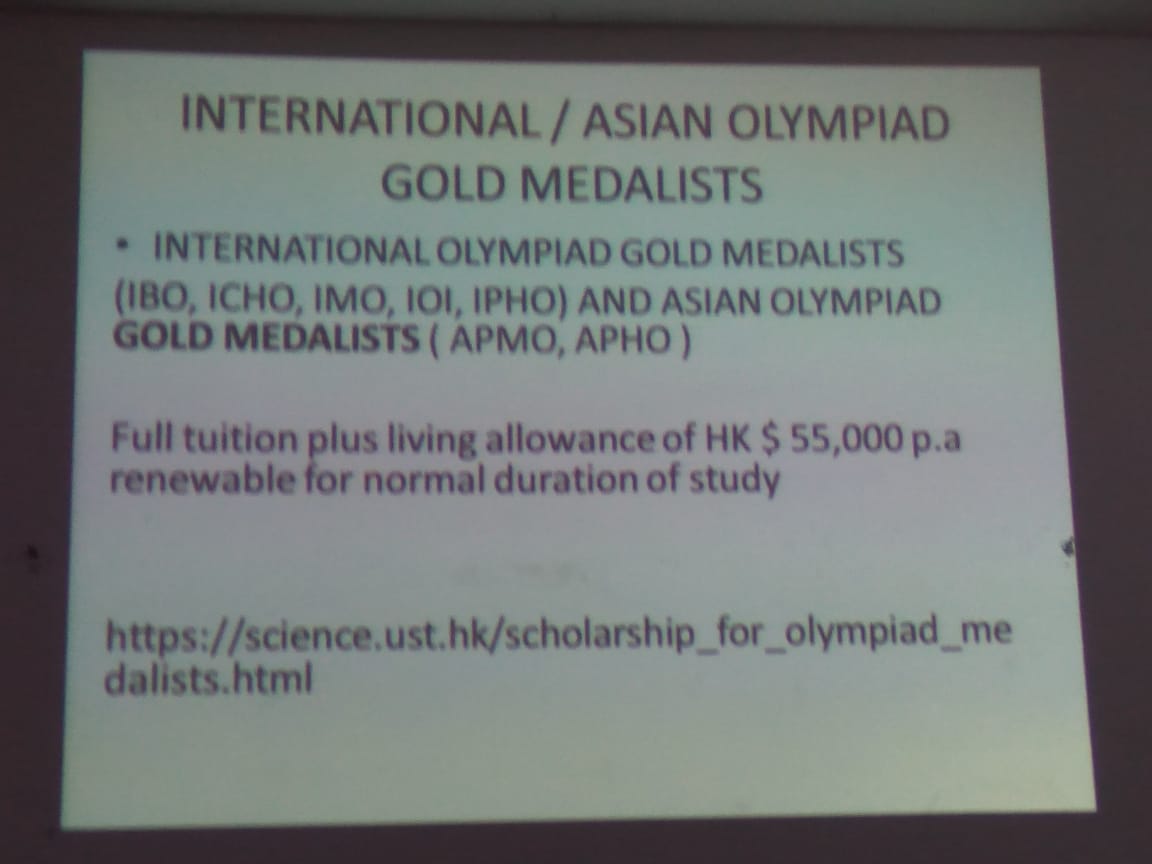 INTERNATIONAL / ASIAN OLYMPIAD
GOLD MEDALISTS
• INTERNATIONAL OLYMPIAD GOLD MEDALISTS
(IBO, ICHO, IMO, IOI, IPHO) AND ASIAN OLYMPIAD
GOLD MEDALISTS ( APMO, APHO )
Full tuition plus living allowance of HK $ 55,000 p.a
renewable for normal duration of study
https://science.ust.hk/scholarship_for_olympiad_me
dalists.html